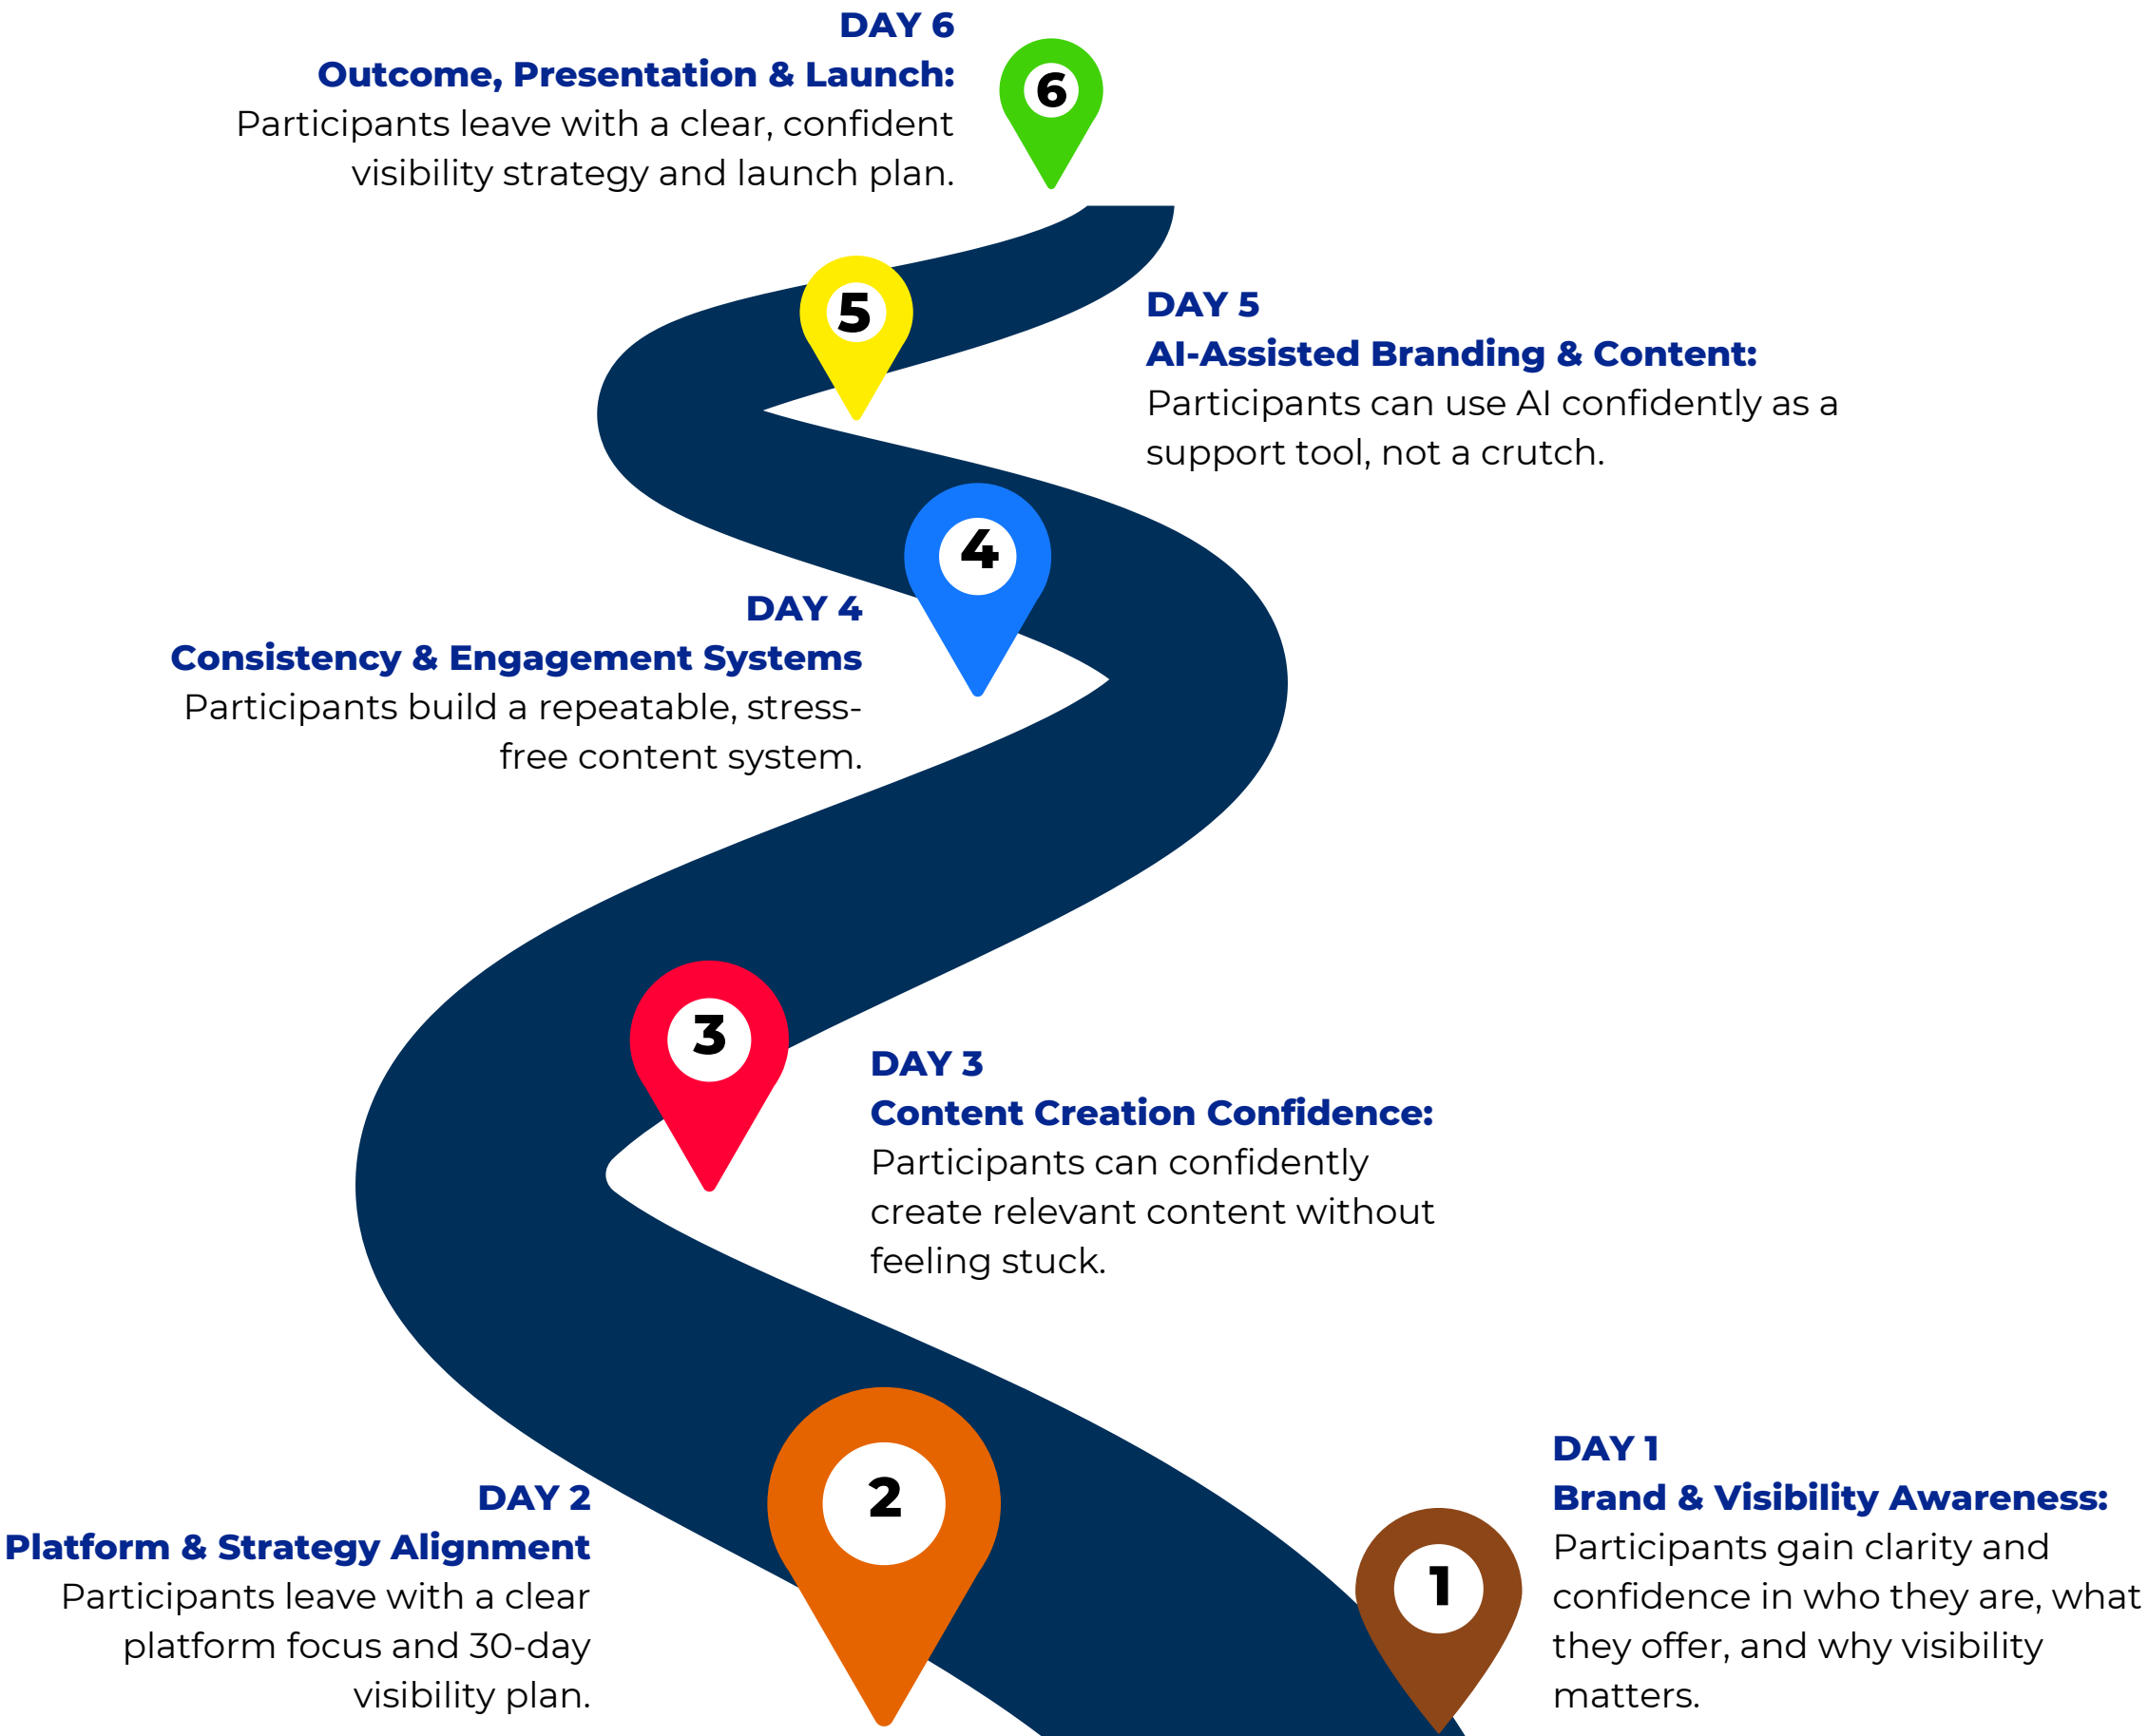 DAY 6
Outcome, Presentation & Launch:
Participants leave with a clear, confident
visibility strategy and launch plan.
6
5
DAY 5
AI-Assisted Branding & Content:
Participants can use AI confidently as a
support tool, not a crutch.
4
DAY 4
Consistency & Engagement Systems
Participants build a repeatable, stress-
free content system.
3
DAY 3
Content Creation Confidence:
Participants can confidently
create relevant content without
feeling stuck.
2
DAY 2
Platform & Strategy Alignment
Participants leave with a clear
platform focus and 30-day
visibility plan.
1
DAY 1
Brand & Visibility Awareness:
Participants gain clarity and
confidence in who they are, what
they offer, and why visibility
matters.